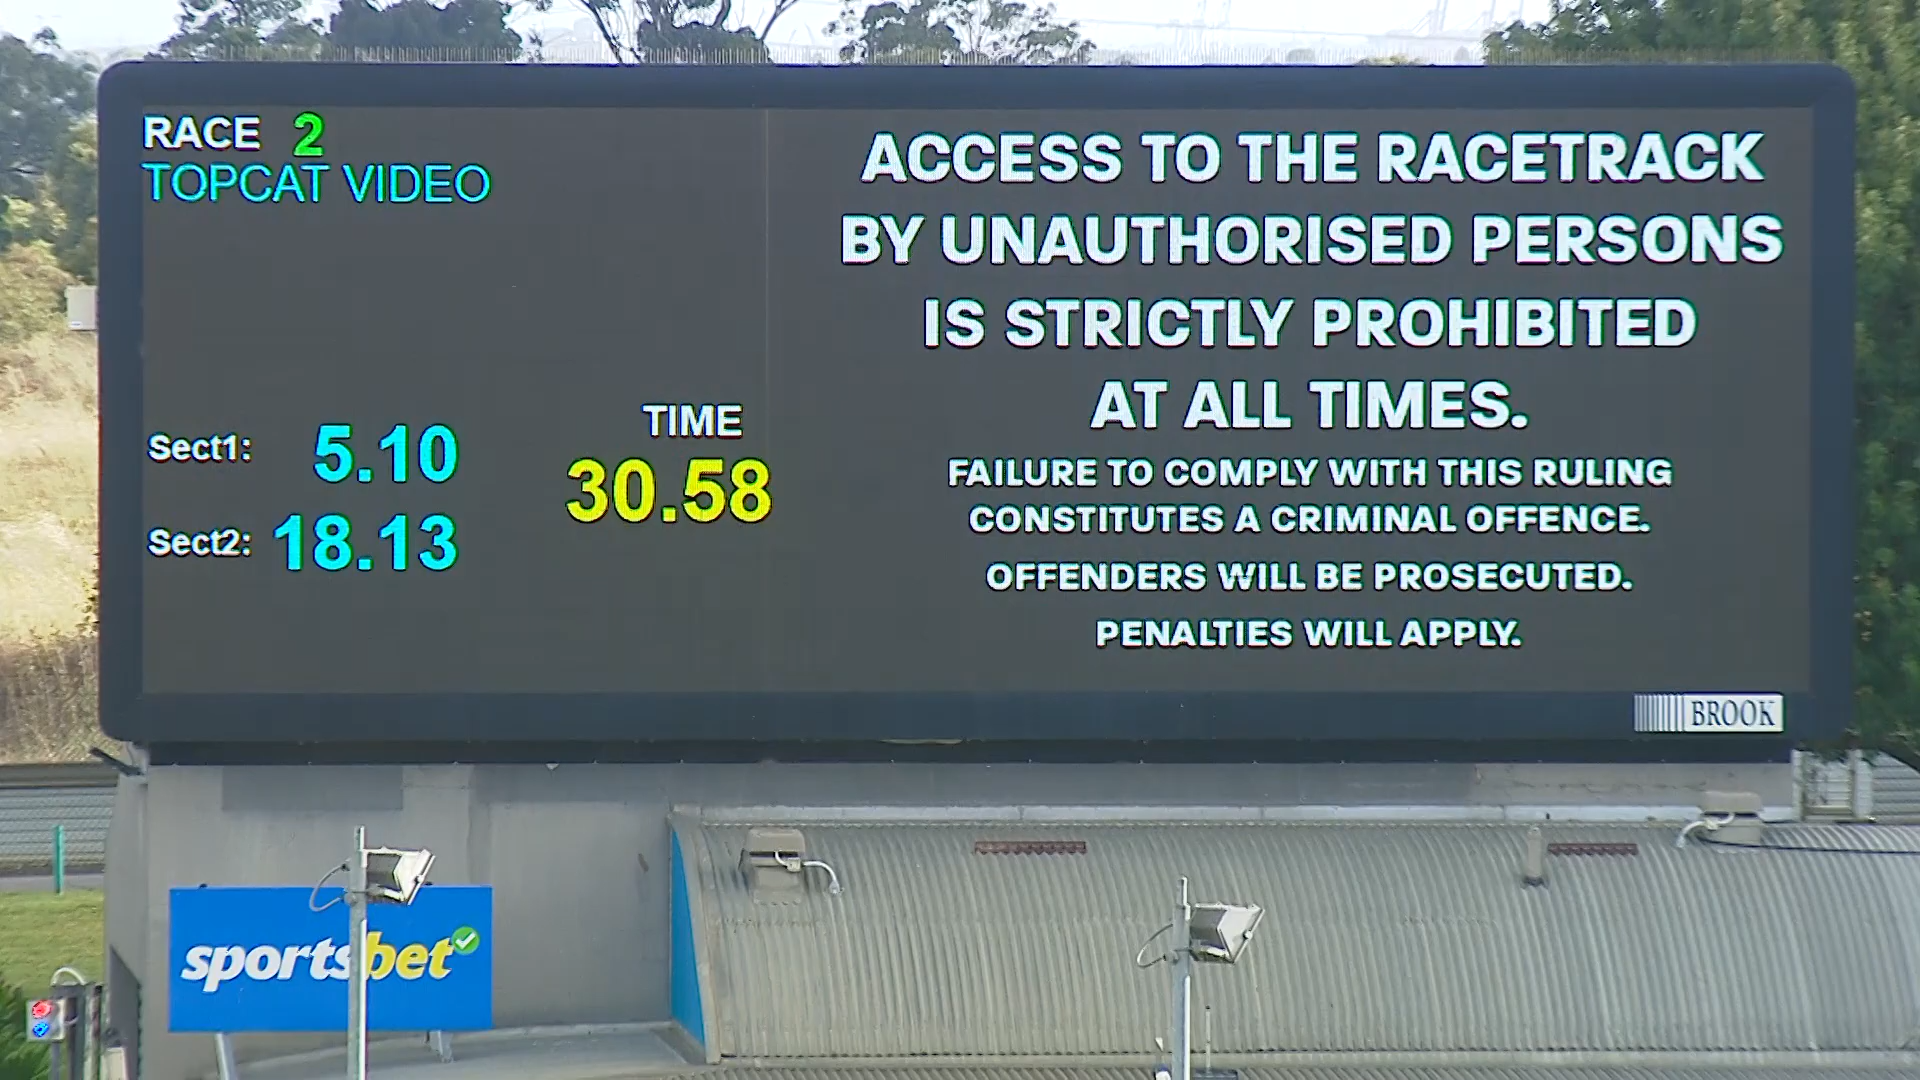 RACE 2
TOPCAT VIDEO
Sect1: 5.10
Sect2: 18.13
TIME
30.58
ACCESS TO THE RACETRACK
BY UNAUTHORISED PERSONS
IS STRICTLY PROHIBITED
AT ALL TIMES.
FAILURE TO COMPLY WITH THIS RULING
CONSTITUTES A CRIMINAL OFFENCE.
OFFENDERS WILL BE PROSECUTED.
PENALTIES WILL APPLY.
BROOK
sportsbet